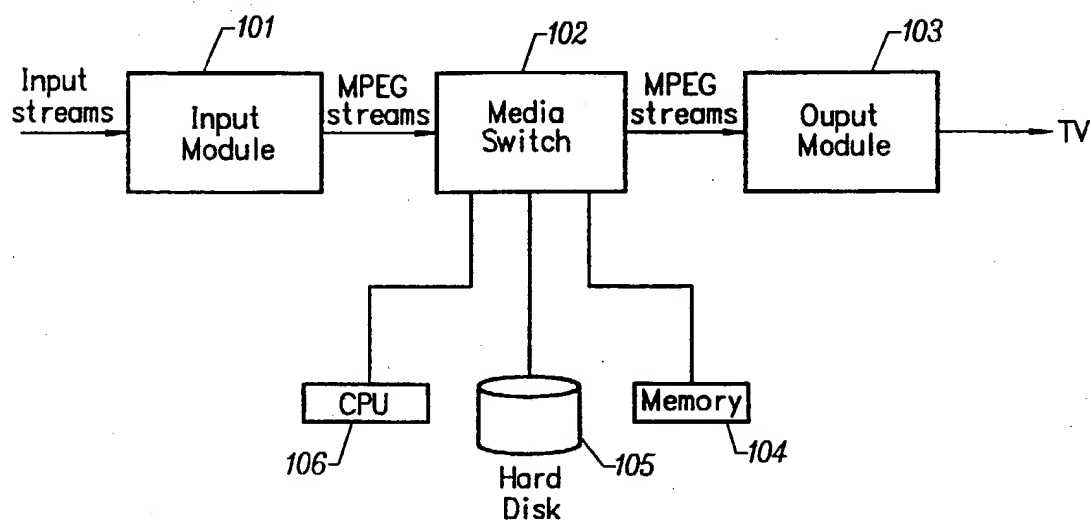 101
102
103
Input
streams
Input
Module
MPEG
streams
Media
Switch
MPEG
streams
Ouput
Module
TV
CPU
106
Hard
Disk
105
Memory
104